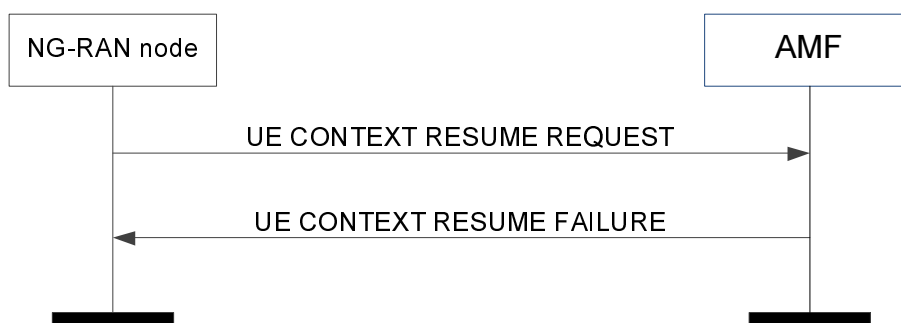 NG-RAN node
AMF
UE CONTEXT RESUME REQUEST
UE CONTEXT RESUME FAILURE